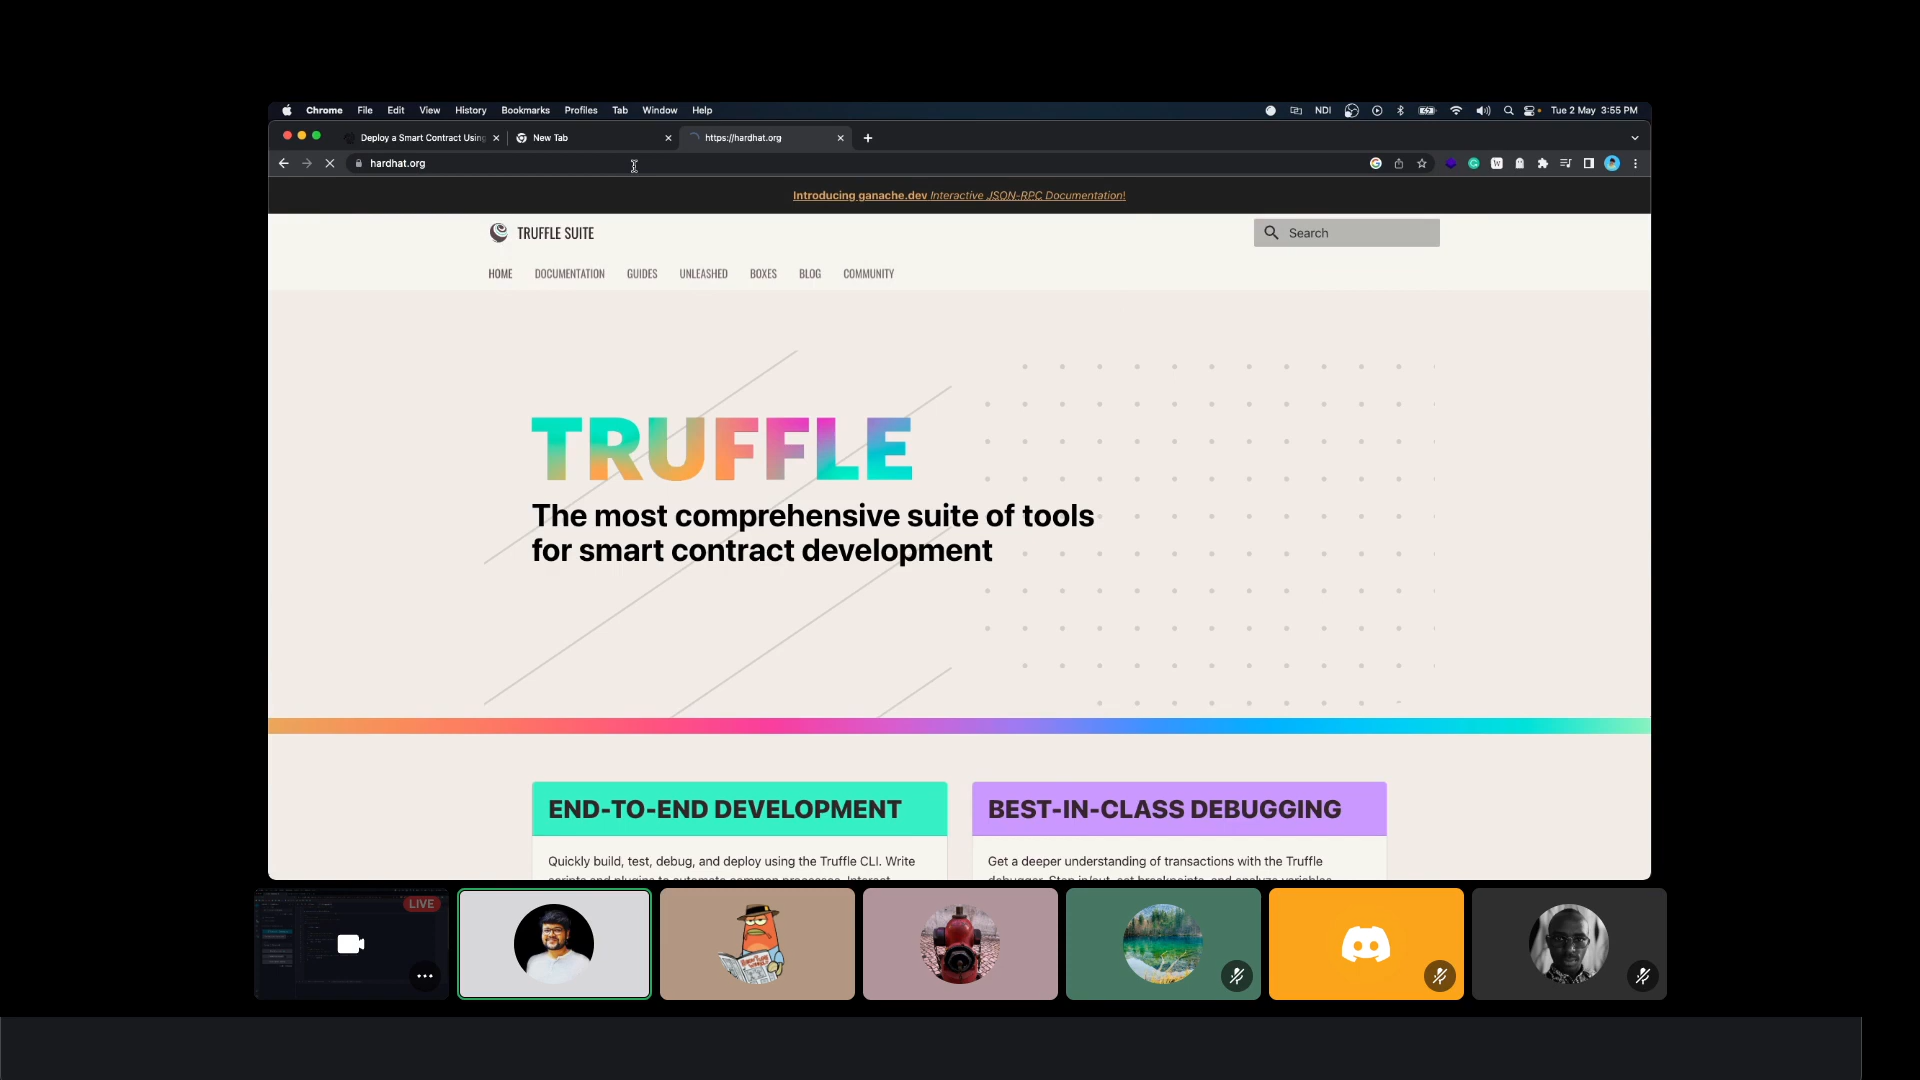 Chrome File Edit View History Bookmarks Profiles Tab Window Help NDI Tue 2 May 3:55 PM
Deploy a Smart Contract Using New Tab https://hardhat.org
hardhat.org
Introducing ganache.dev Interactive JSON-RPC Documentation!
TRUFFLE SUITE Search
HOME DOCUMENTATION GUIDES UNLEASHED BOXES BLOG COMMUNITY
TRUFFLE
The most comprehensive suite of tools
for smart contract development
END-TO-END DEVELOPMENT BEST-IN-CLASS DEBUGGING
Quickly build, test, debug, and deploy using the Truffle CLI. Write Get a deeper understanding of transactions with the Truffle
LIVE